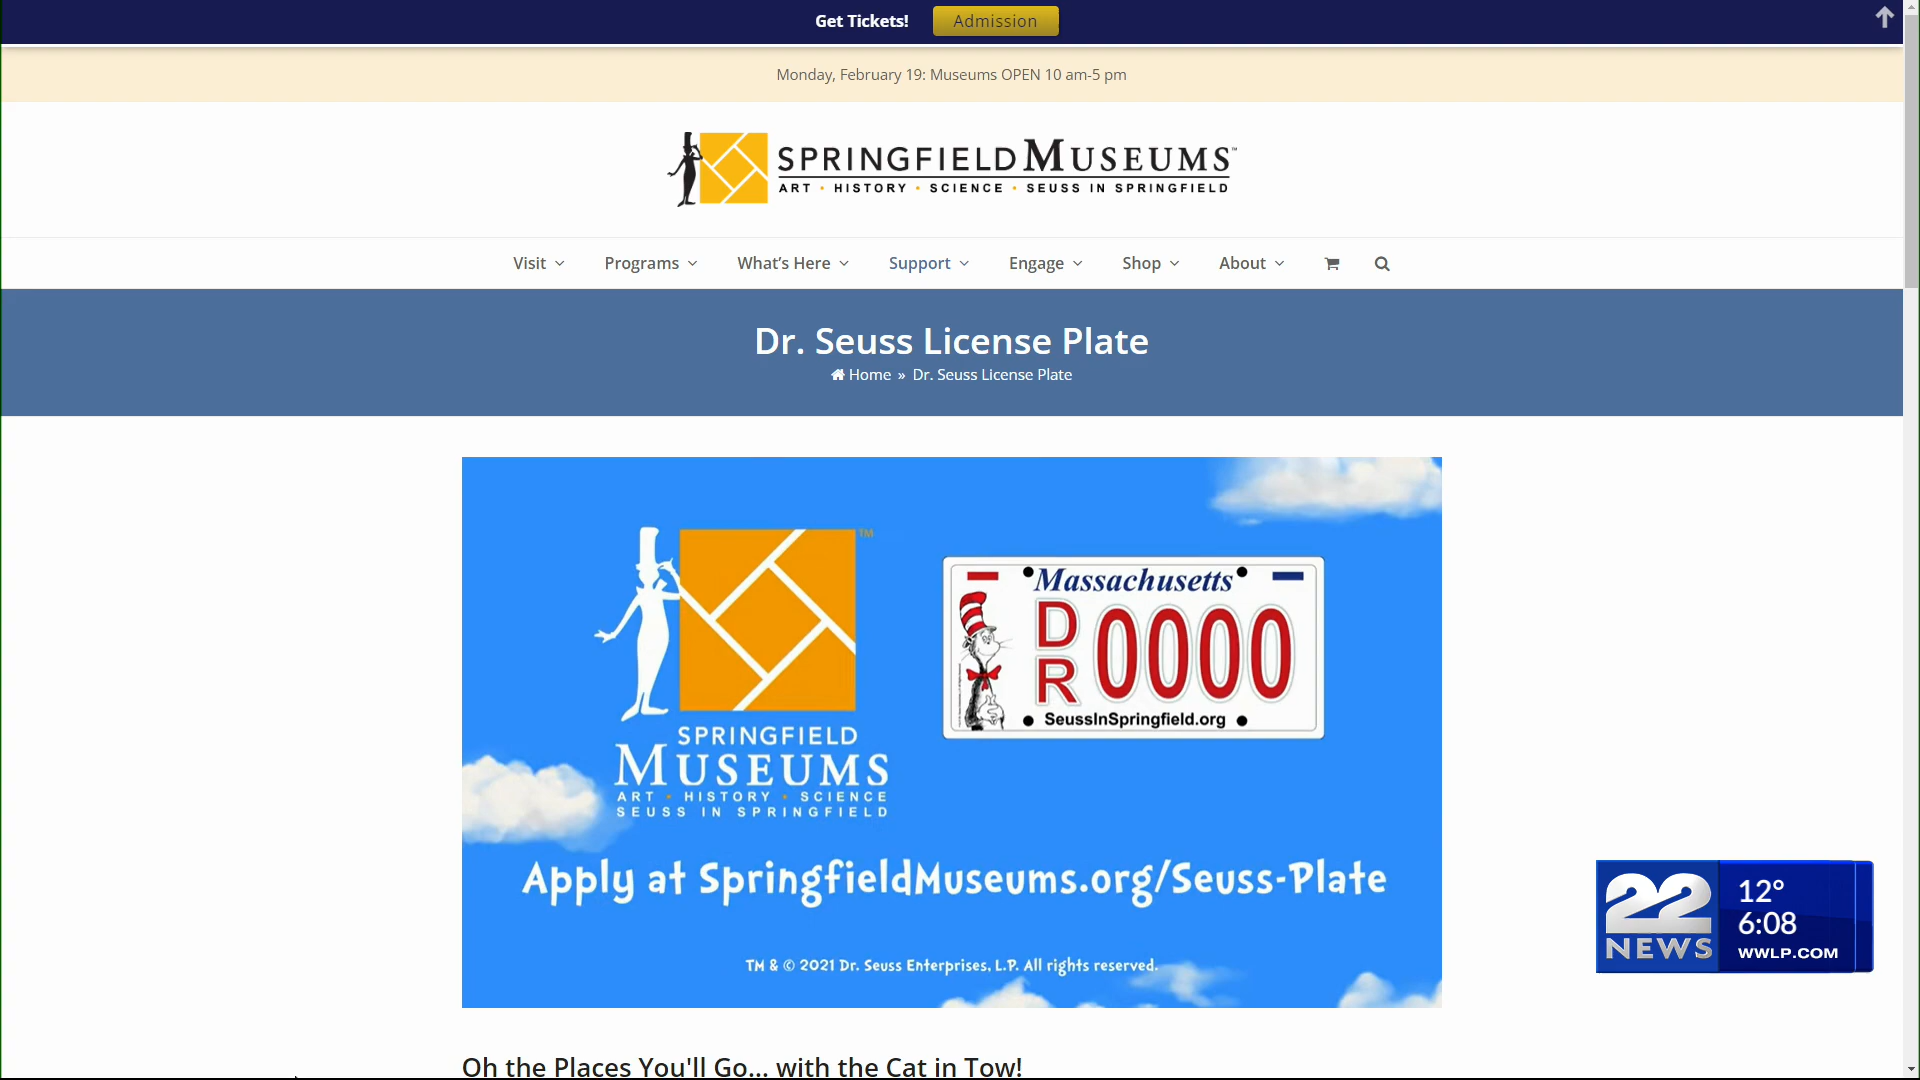 Get Tickets! Admission
Monday, February 19: Museums OPEN 10 am-5 pm
SPRINGFIELD MUSEUMS™
ART • HISTORY • SCIENCE • SEUSS IN SPRINGFIELD
Visit Programs What's Here Support Engage Shop About
Dr. Seuss License Plate
Home » Dr. Seuss License Plate
TM
SPRINGFIELD
MUSEUMS
ART • HISTORY • SCIENCE
SEUSS IN SPRINGFIELD
Massachusetts
DR 0000
SeussInSpringfield.org
Apply at SpringfieldMuseums.org/Seuss-Plate
TM & © 2021 Dr. Seuss Enterprises, L.P. All rights reserved.
22
NEWS
12°
6:08
WWLP.COM
Oh the Places You'll Go... with the Cat in Tow!